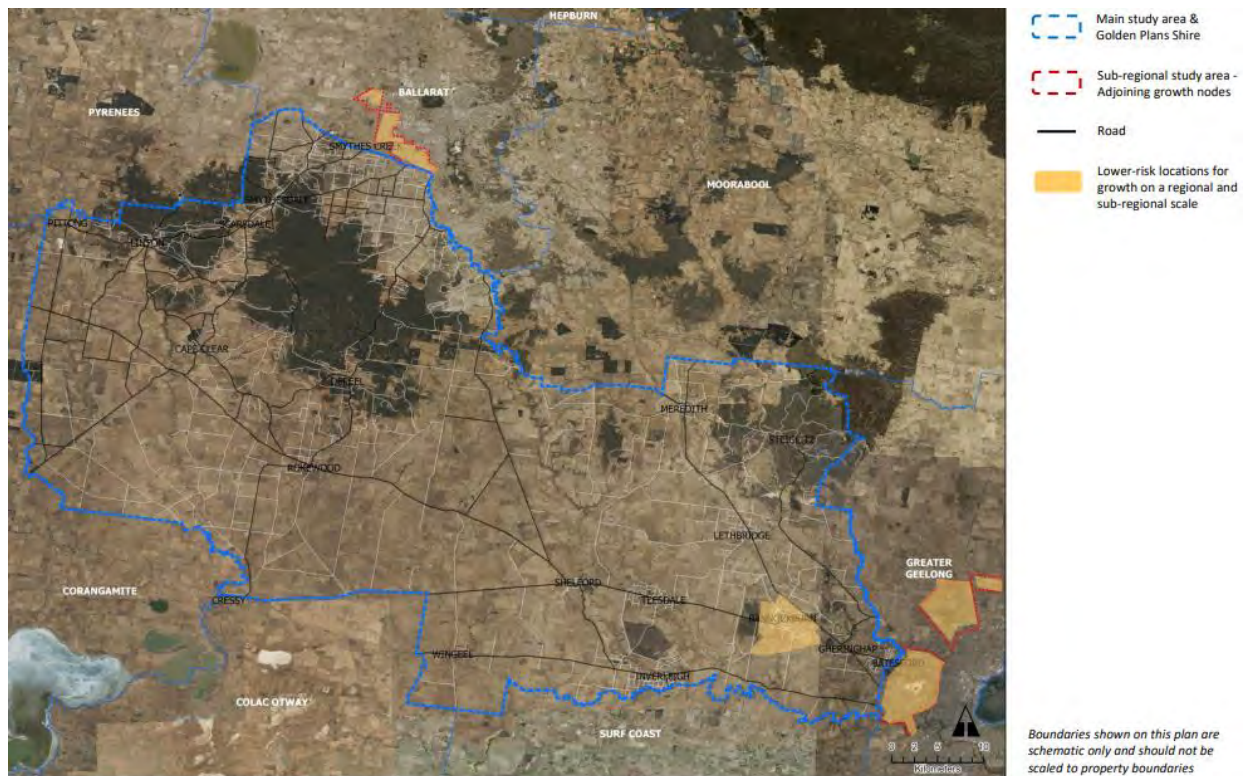 HEPBURN
BALLARAT
PYRENEES
SMYTHES CREEK
MOORABOOL
PITTONG
LINTON
SCARSDALE
CAPE CLEAR
MEREDITH
STEIGLITZ
ROKEWOOD
LETHBRIDGE
GREATER
GEELONG
CORANGAMITE
SHELFORD
CRESSY
TEESDALE
BANNOCKBURN
GHERINGHAP
BATESFORD
WINGEEL
INVERLEIGH
COLAC OTWAY
SURF COAST
0 2 5 10
Kilometers
Main study area &
Golden Plans Shire
Sub-regional study area -
Adjoining growth nodes
Road
Lower-risk locations for
growth on a regional and
sub-regional scale
Boundaries shown on this plan are
schematic only and should not be
scaled to property boundaries